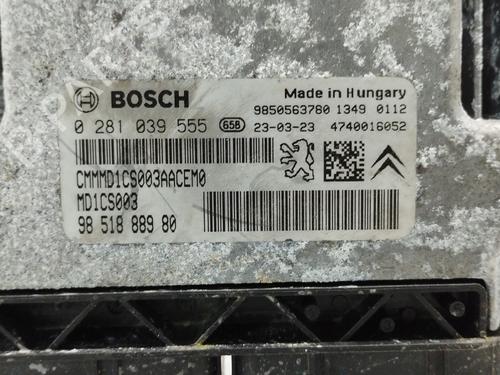 BOSCH
Made in Hungary
9850563780 1349 0112
0 281 039 555 65B 23-03-23 4740016052
CMMMD1CS003AACEM0
MD1CS003
98 518 889 80